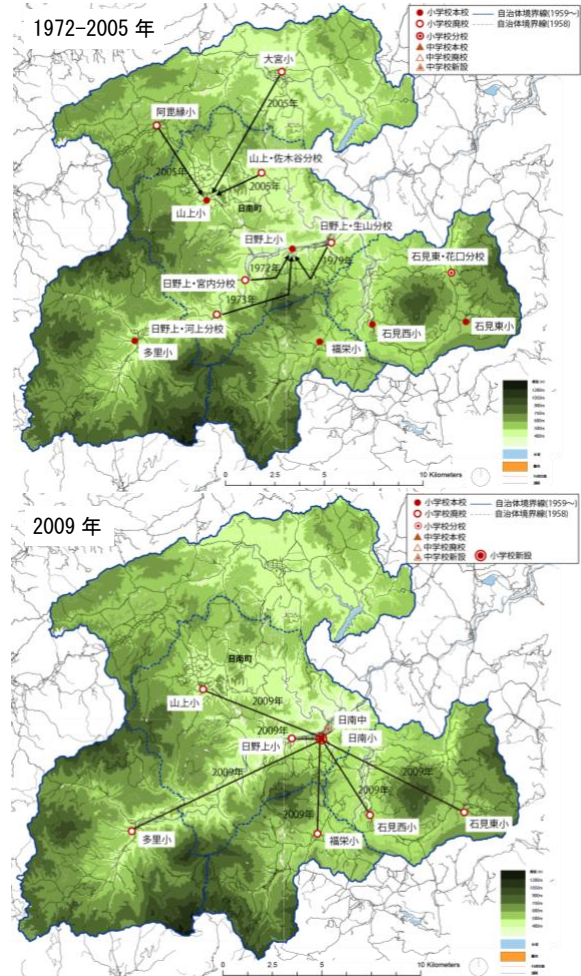 1972-2005 年
小学校本校
自治体境界線(1959〜)
小学校廃校
自治体境界線(1958)
小学校分校
中学校本校
中学校廃校
中学校新設
大宮小
2005年
阿毘縁小
2005年
山上・佐木谷分校
2005年
山上小
日南町
日野上・生山分校
日野上小
1979年
1972年
日野上・宮内分校
1973年
日野上・河上分校
石見東・花口分校
石見西小
石見東小
多里小
福栄小
0 2.5 5 10 Kilometers
2009 年
小学校本校
自治体境界線(1959〜)
小学校廃校
自治体境界線(1958)
小学校分校
中学校本校
中学校廃校
中学校新設
小学校新設
日南町
山上小
2009年
日南中
日南小
日野上小
2009年
2009年
2009年
2009年
2009年
多里小
福栄小
石見西小
石見東小
0 2.5 5 10 Kilometers